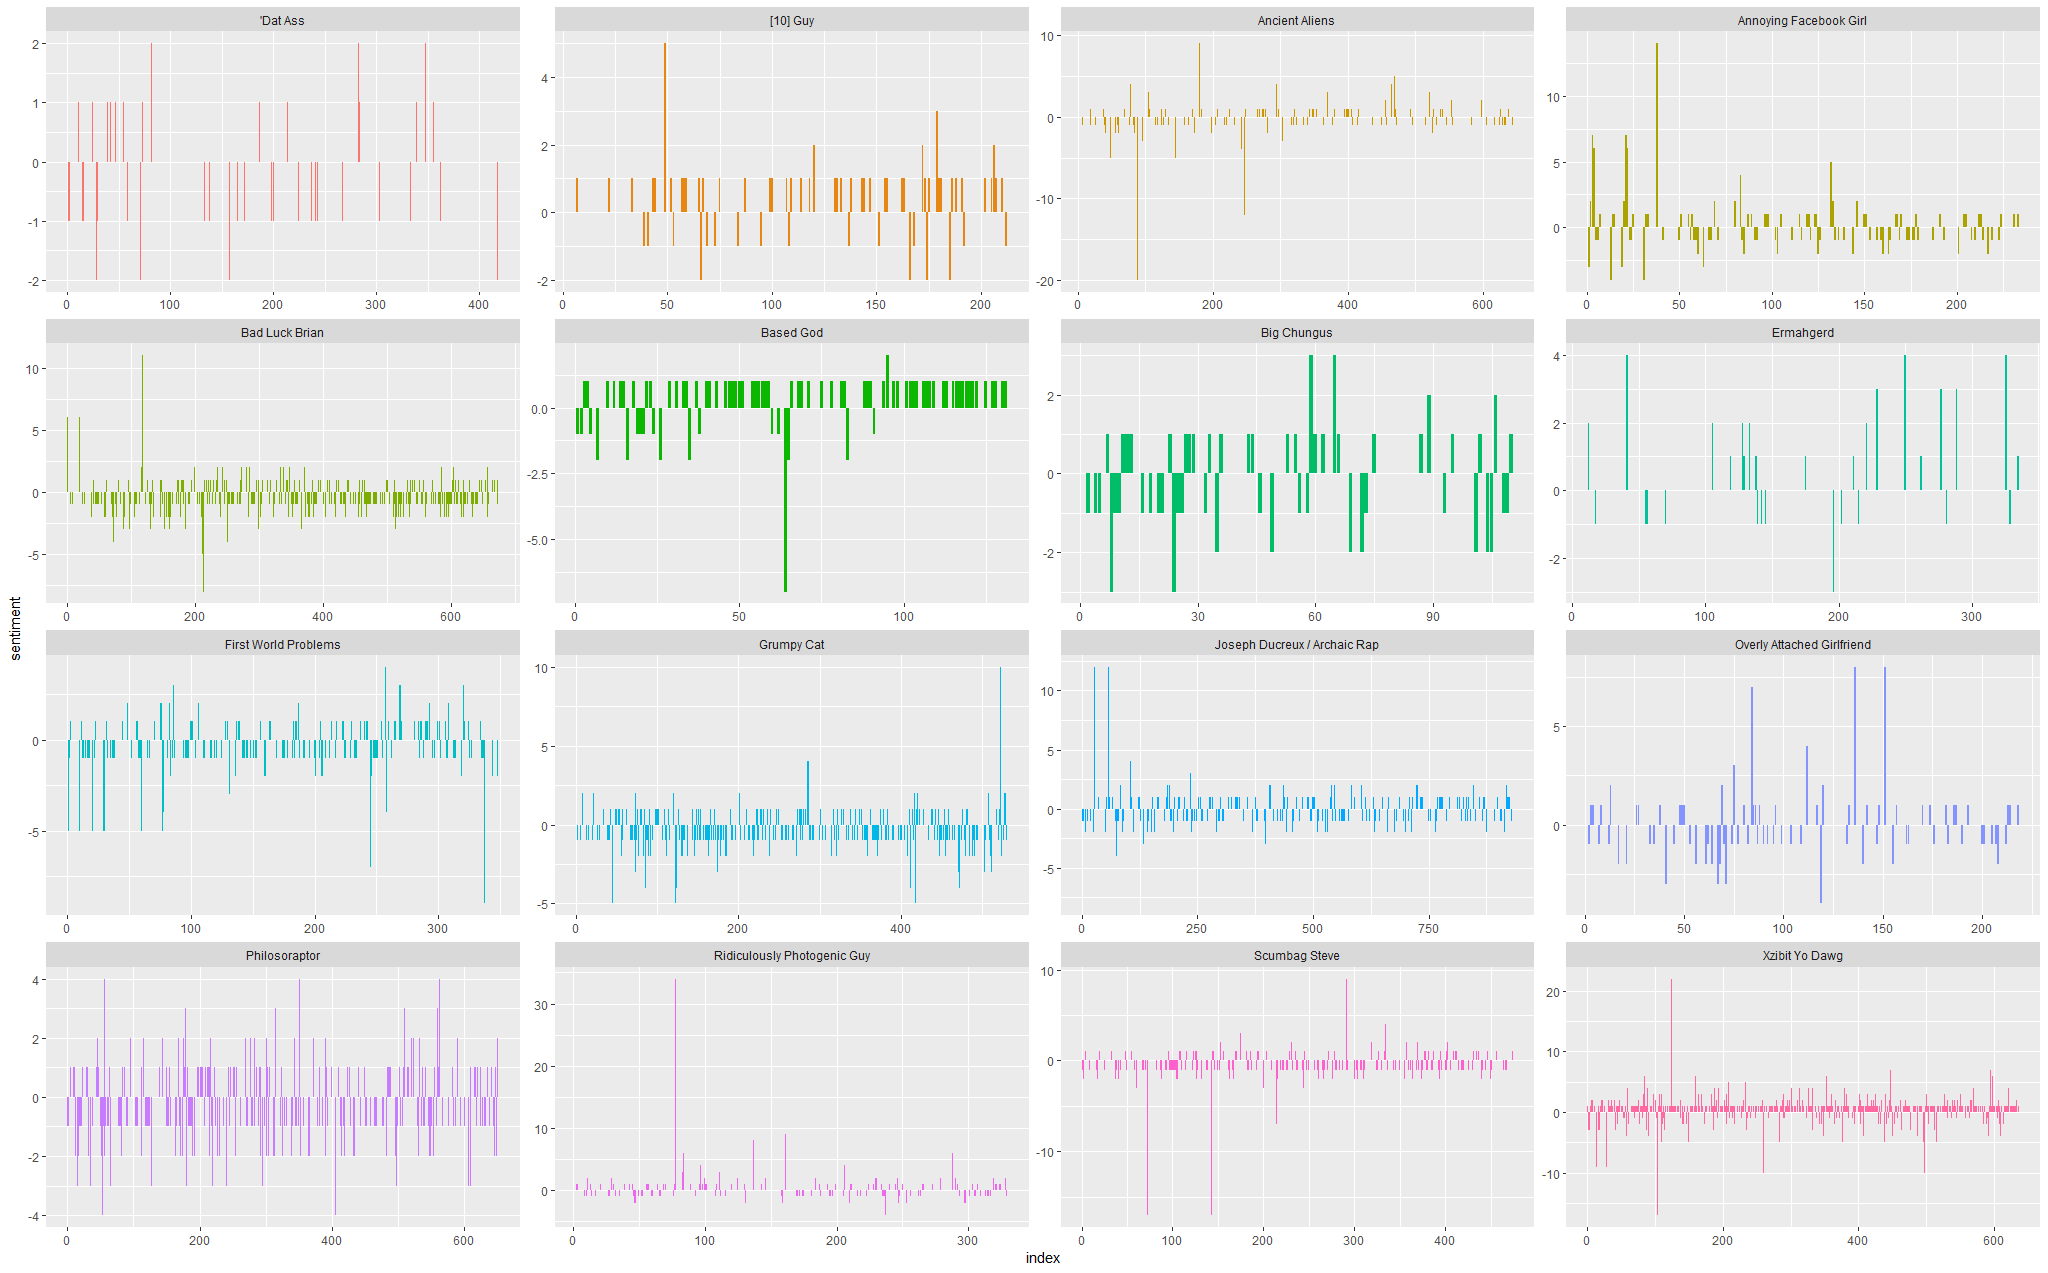 'Dat Ass
[10] Guy
Ancient Aliens
Annoying Facebook Girl
2
1
0
-1
-2
0 100 200 300 400
4
2
0
-2
0 50 100 150 200
10
0
-10
-20
0 200 400 600
10
5
0
0 50 100 150 200
Bad Luck Brian
Based God
Big Chungus
Ermahgerd
10
5
0
-5
0 200 400 600
0.0
-2.5
-5.0
0 50 100
2
0
-2
0 30 60 90
4
2
0
-2
0 100 200 300
sentiment
First World Problems
Grumpy Cat
Joseph Ducreux / Archaic Rap
Overly Attached Girlfriend
0
-5
0 100 200 300
10
5
0
-5
0 200 400
10
5
0
-5
0 250 500 750
5
0
0 50 100 150 200
Philosoraptor
Ridiculously Photogenic Guy
Scumbag Steve
Xzibit Yo Dawg
4
2
0
-2
-4
0 200 400 600
30
20
10
0
0 100 200 300
10
0
-10
0 100 200 300 400
20
10
0
-10
0 200 400 600
index